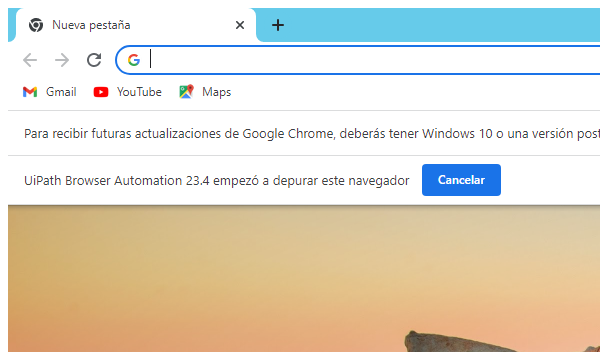 Nueva pestaña
Gmail YouTube Maps
Para recibir futuras actualizaciones de Google Chrome, deberás tener Windows 10 o una versión
UiPath Browser Automation 23.4 empezó a depurar este navegador Cancelar